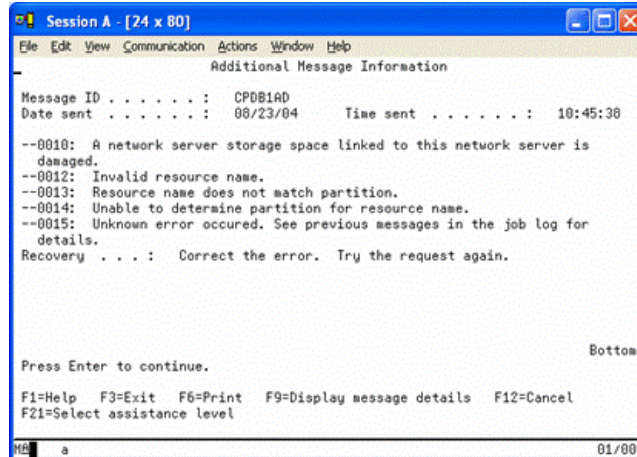 Session A - [24 x 80]
File Edit View Communication Actions Window Help
Additional Message Information
Message ID . . . . . . : CPDB1AD
Date sent . . . . . . : 08/23/04 Time sent . . . . . . : 10:45:38
--0010: A network server storage space linked to this network server is
damaged.
--0012: Invalid resource name.
--0013: Resource name does not match partition.
--0014: Unable to determine partition for resource name.
--0015: Unknown error occured. See previous messages in the job log for
details.
Recovery . . . : Correct the error. Try the request again.
Bottom
Press Enter to continue.
F1=Help F3=Exit F6=Print F9=Display message details F12=Cancel
F21=Select assistance level
MA a 01/00